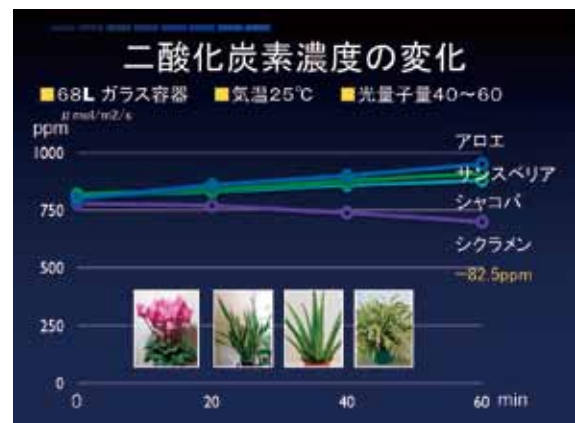 二酸化炭素濃度の変化
■68L ガラス容器 ■気温25℃ ■光量子量40〜60
μmol/m2/s
ppm
1000
750
500
250
0
0 20 40 60 min
アロエ
サンスベリア
シャコバ
シクラメン
−82.5ppm